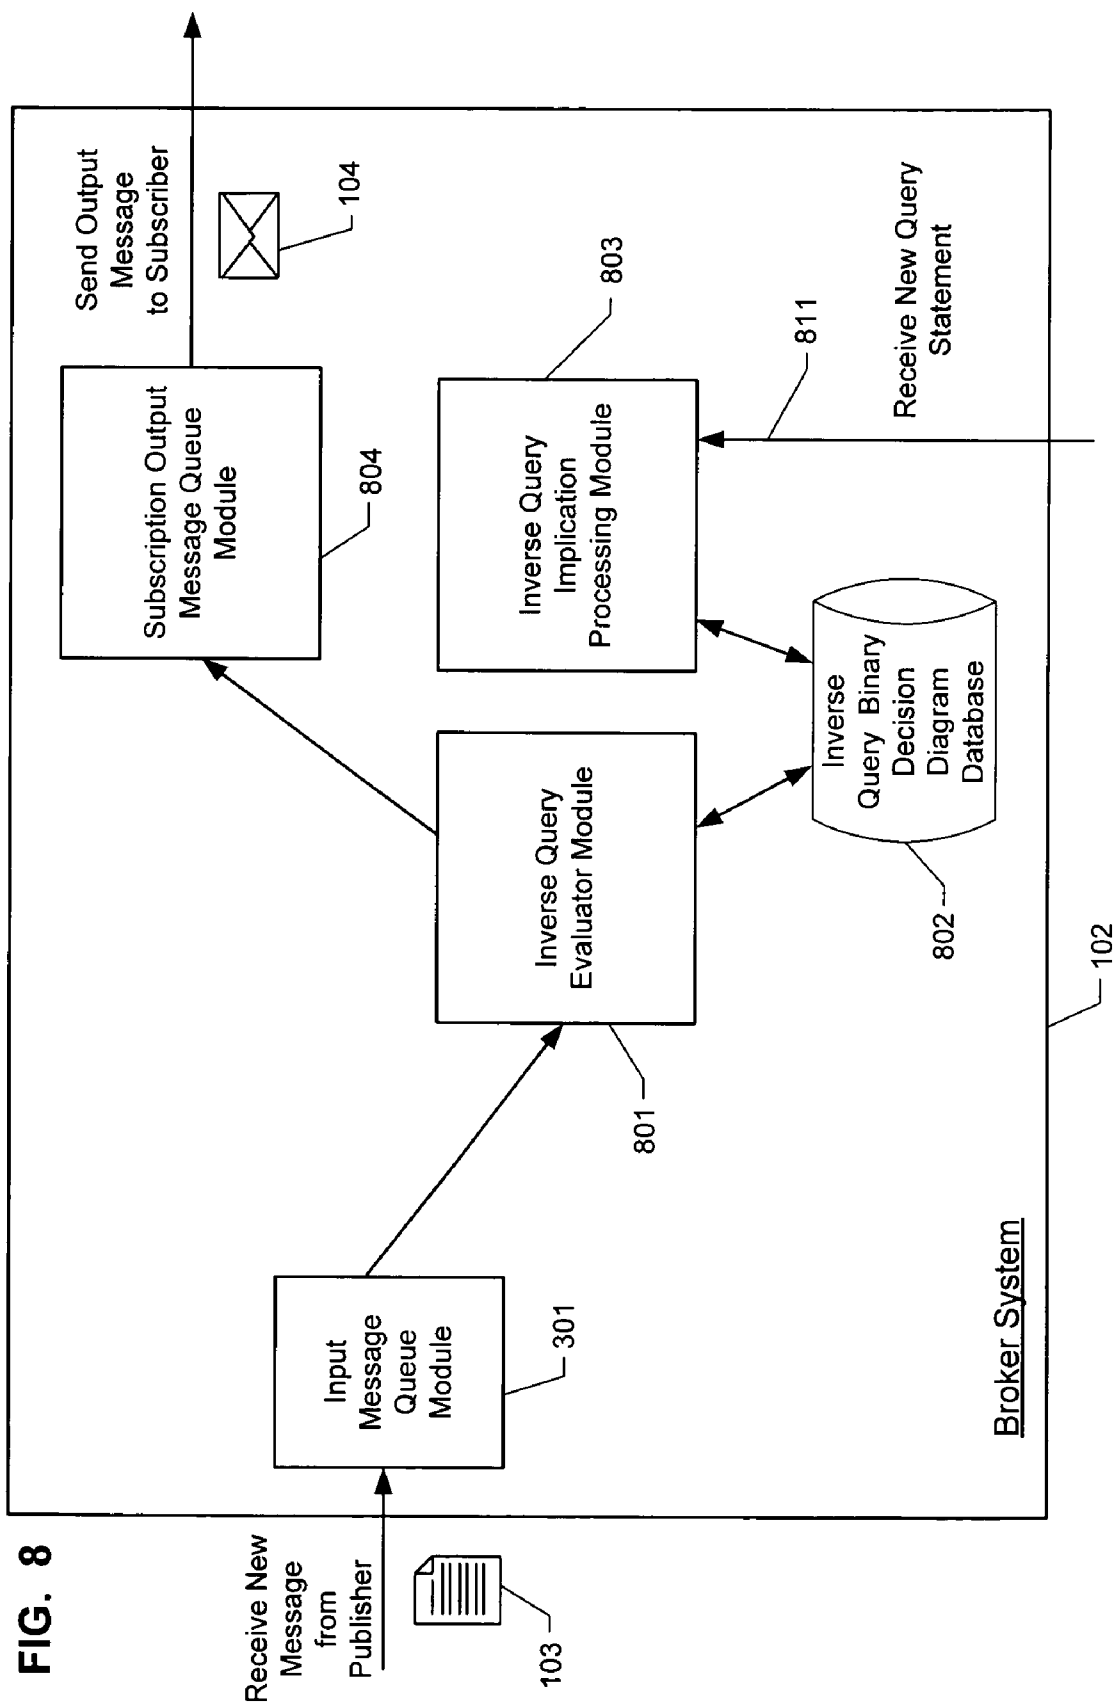 FIG. 8
Receive New
Message
from
Publisher
103
Input
Message
Queue
Module
301
Inverse Query
Evaluator Module
801
Subscription Output
Message Queue
Module
804
Send Output
Message
to Subscriber
104
Inverse Query
Implication
Processing Module
803
811
Receive New Query
Statement
Inverse
Query Binary
Decision
Diagram
Database
802
Broker System
102